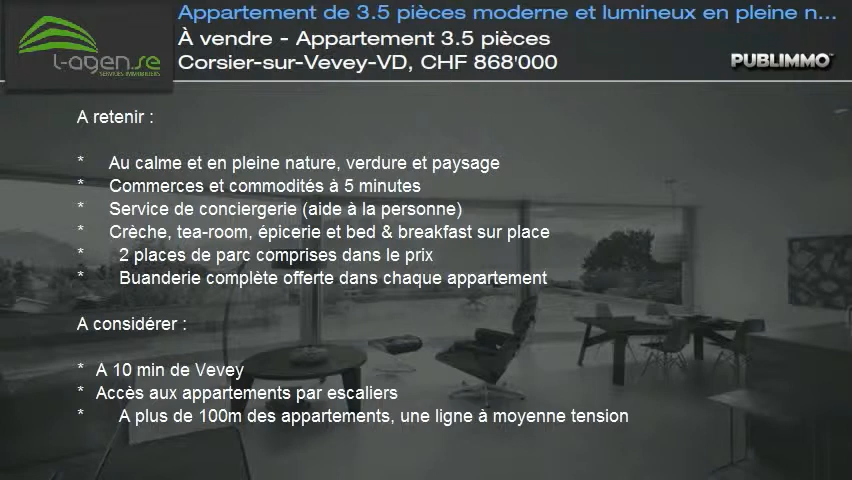 Appartement de 3.5 pièces moderne et lumineux en pleine n...
À vendre - Appartement 3.5 pièces
Corsier-sur-Vevey-VD, CHF 868'000
l-agen.se
SERVICES IMMOBILIERS
PUBLIMMO
A retenir :
* Au calme et en pleine nature, verdure et paysage
* Commerces et commodités à 5 minutes
* Service de conciergerie (aide à la personne)
* Crèche, tea-room, épicerie et bed & breakfast sur place
* 2 places de parc comprises dans le prix
* Buanderie complète offerte dans chaque appartement
A considérer :
* A 10 min de Vevey
* Accès aux appartements par escaliers
* A plus de 100m des appartements, une ligne à moyenne tension